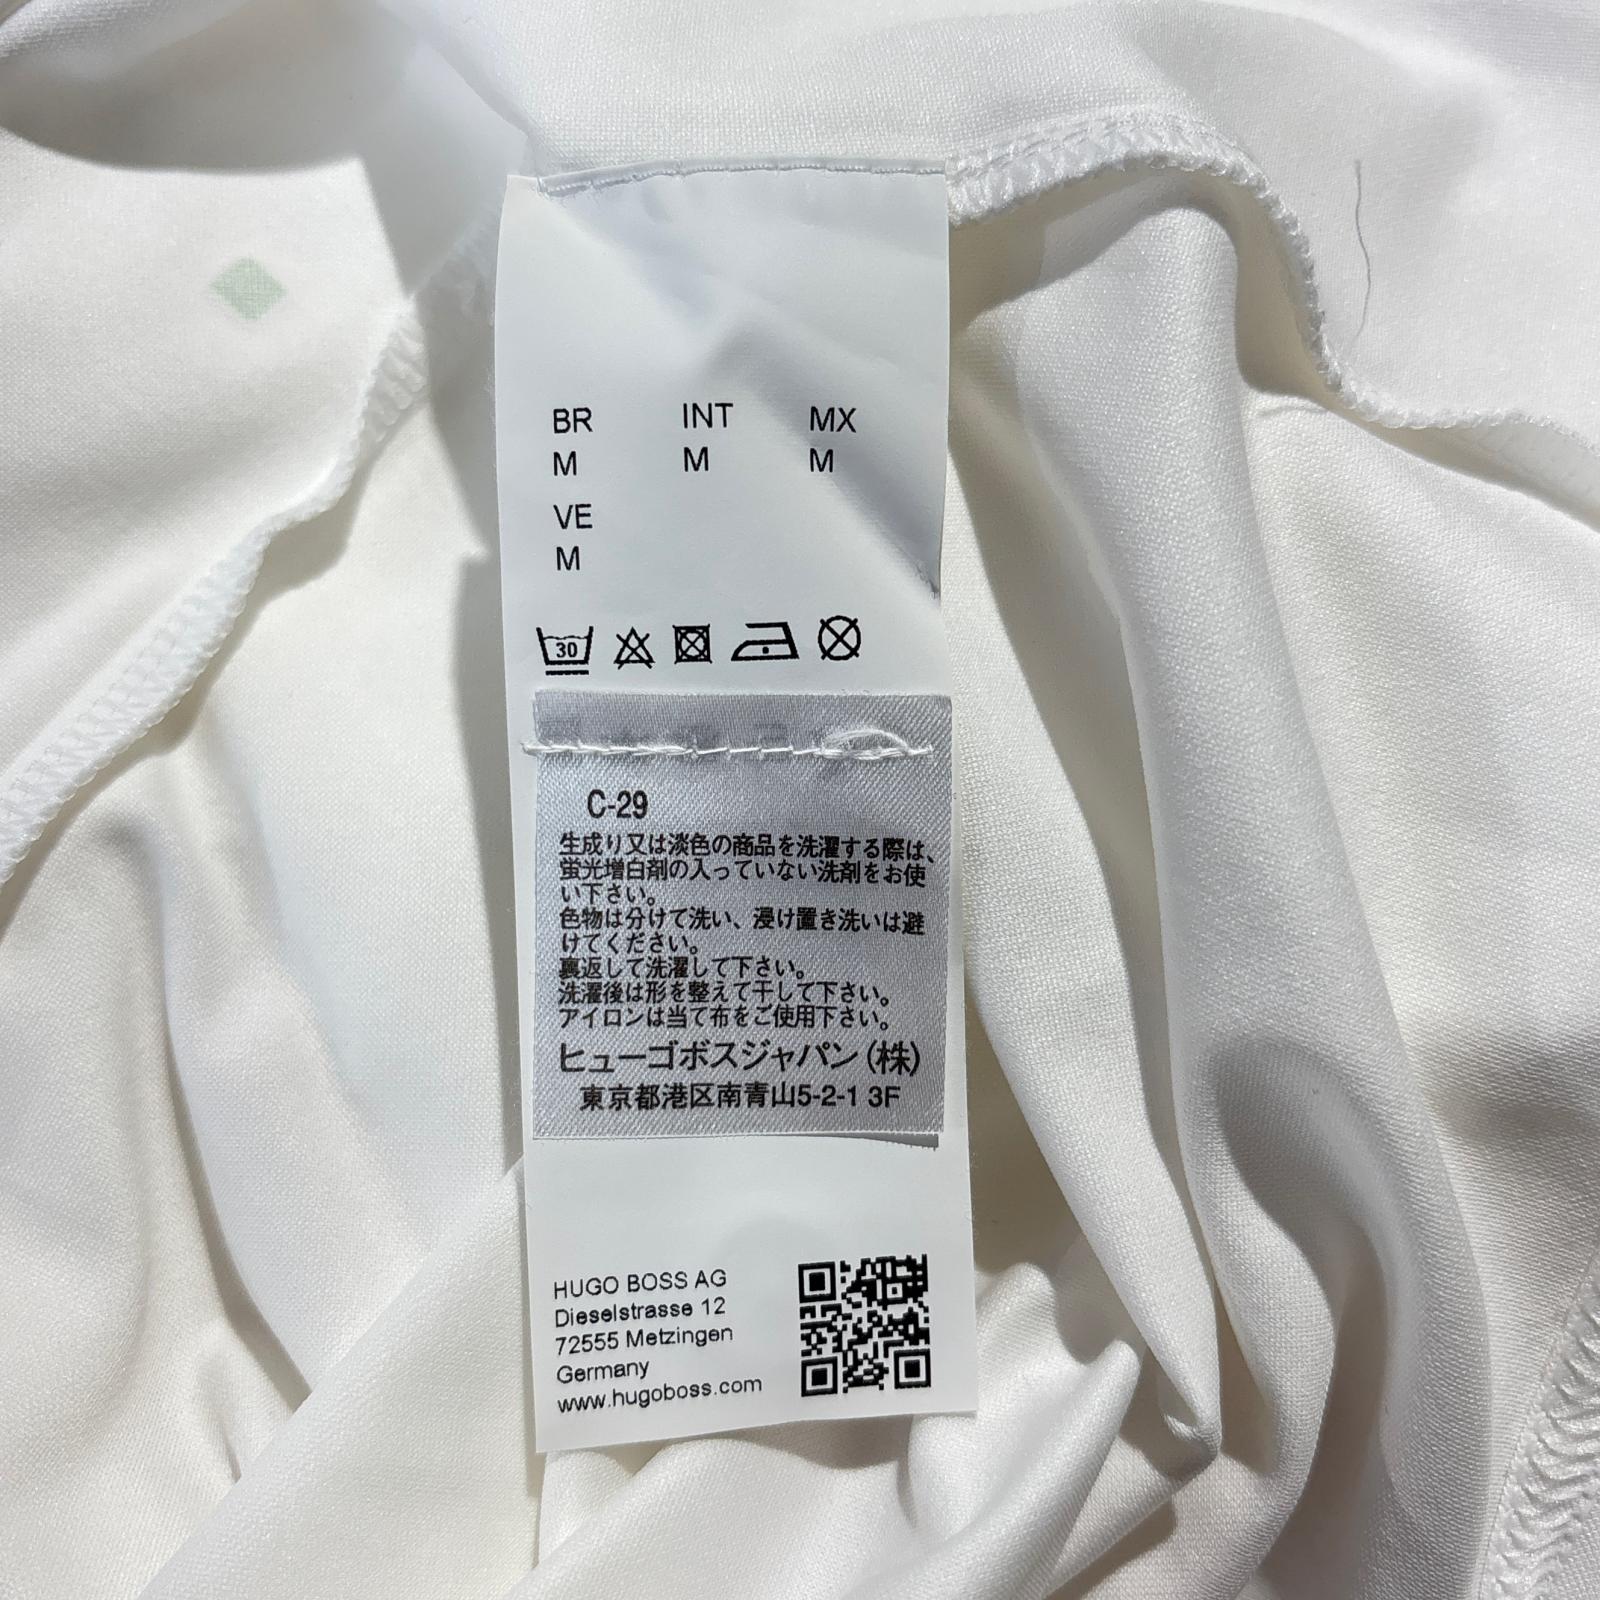 BR INT MX
M M M
VE
M
30
C-29
生成り又は淡色の商品を洗濯する際は、
蛍光増白剤の入っていない洗剤をお使
い下さい。
色物は分けて洗い、浸け置き洗いは避
けてください。
裏返して洗濯して下さい。
洗濯後は形を整えて干して下さい。
アイロンは当て布をご使用下さい。
ヒューゴボスジャパン(株)
東京都港区南青山5-2-1 3F
HUGO BOSS AG
Dieselstrasse 12
72555 Metzingen
Germany
www.hugoboss.com